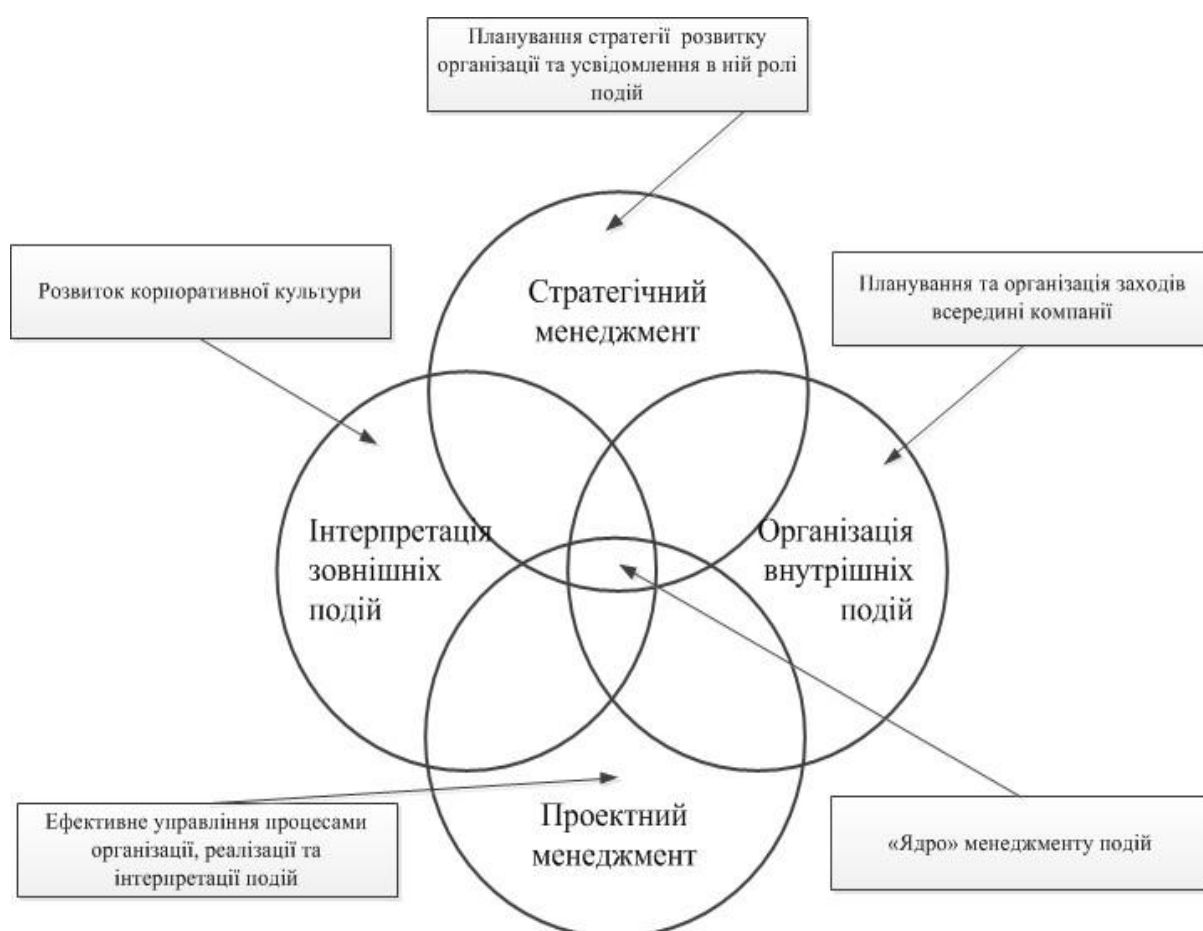 Планування стратегії розвитку
організації та усвідомлення в ній ролі
подій
Розвиток корпоративної культури
Планування та організація заходів
всередині компанії
Стратегічний
менеджмент
Інтерпретація
зовнішніх
подій
Організація
внутрішніх
подій
Проектний
менеджмент
Ефективне управління процесами
організації, реалізації та
інтерпретації подій
«Ядро» менеджменту подій